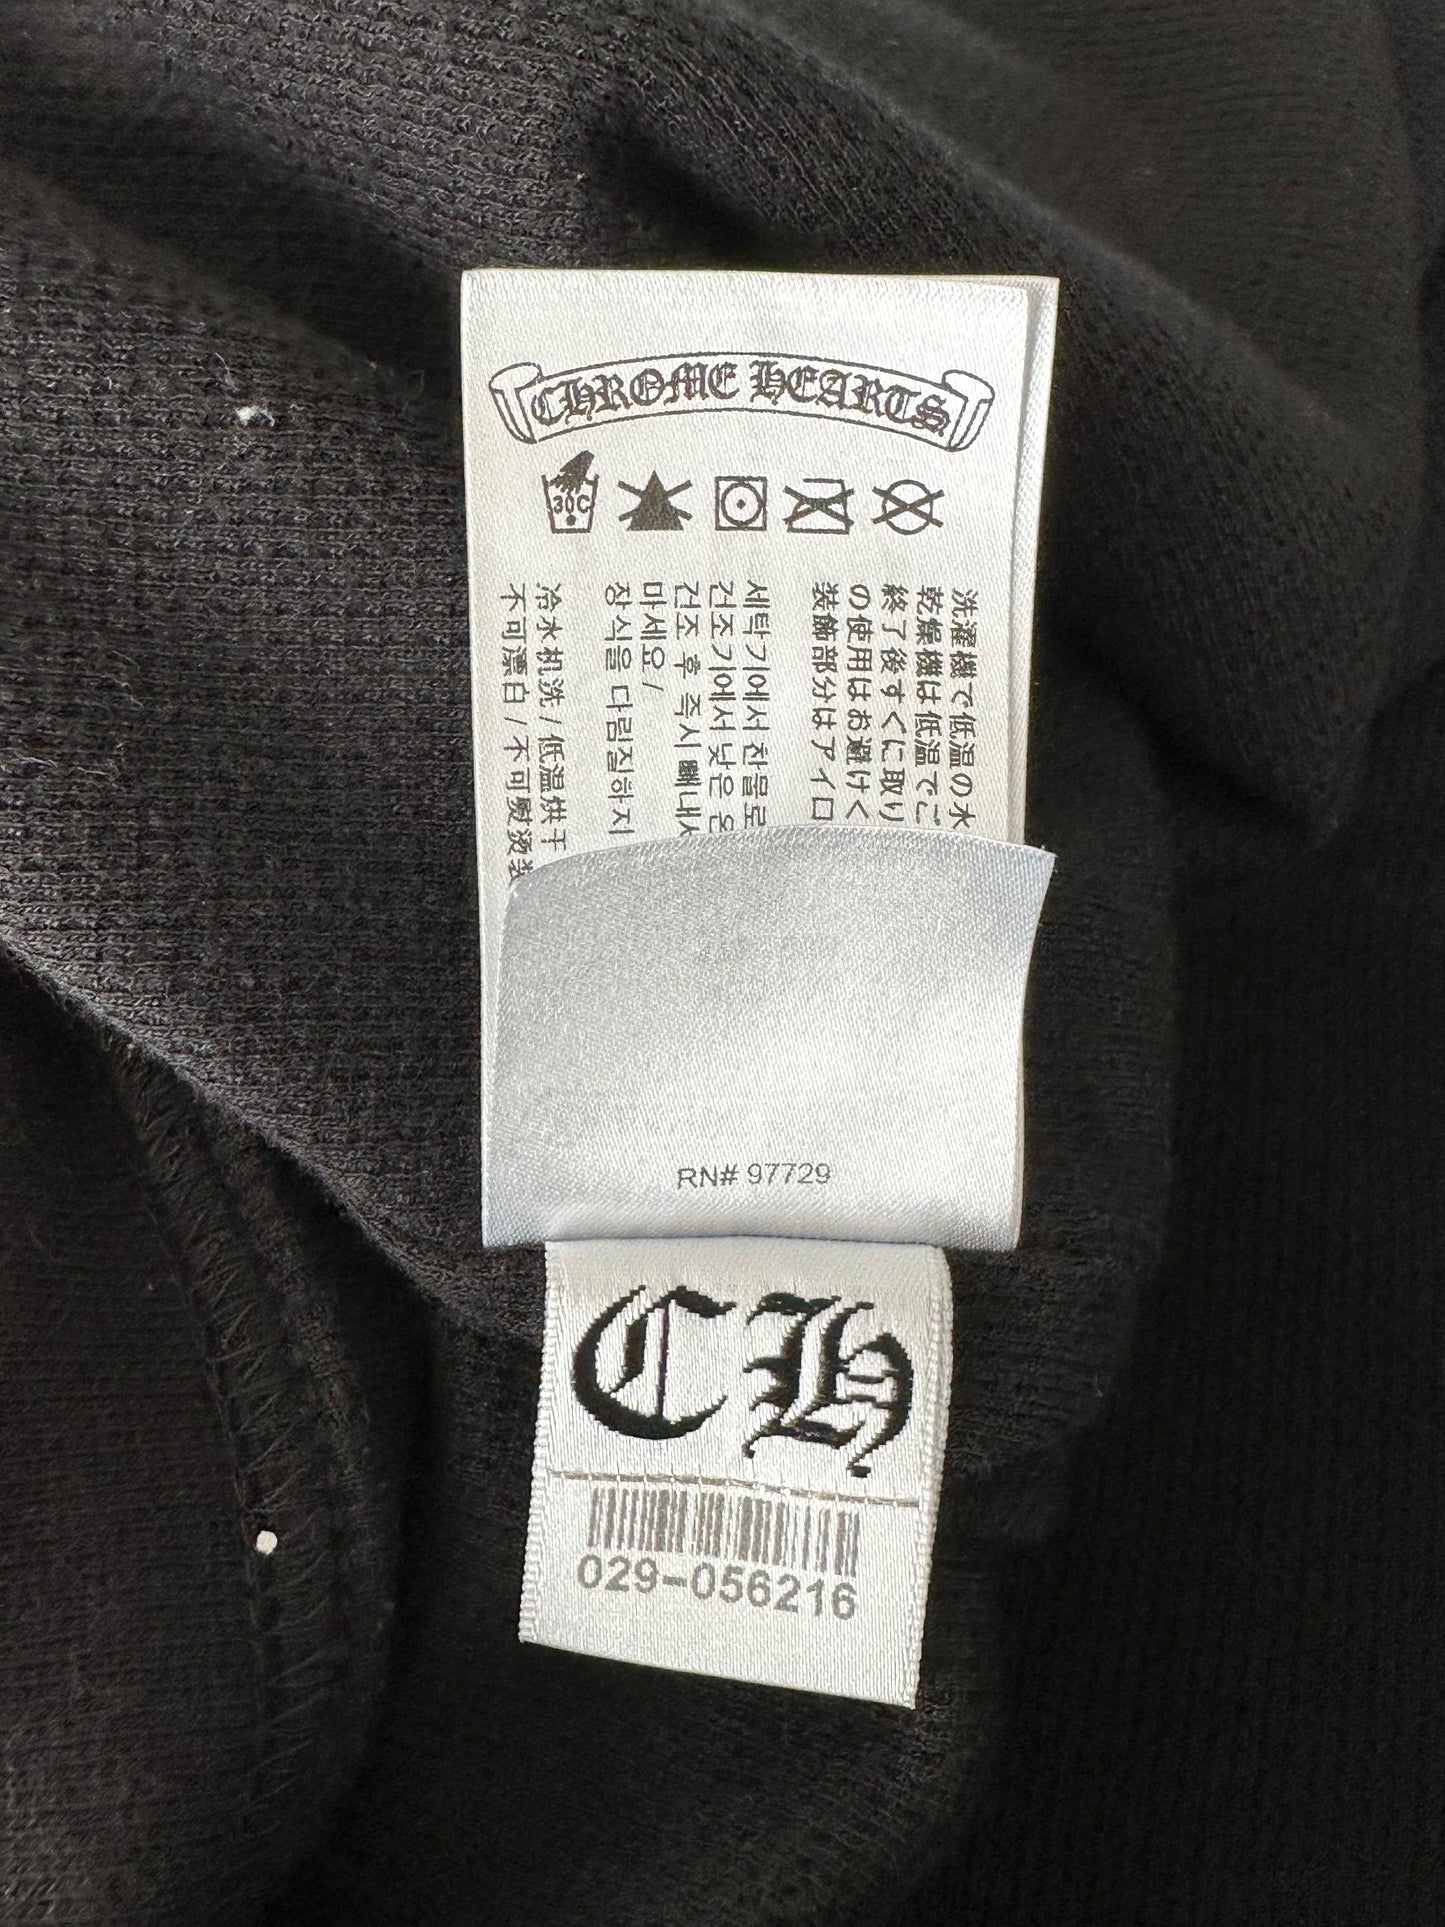 CHROME HEARTS
30C
洗濯機で低温の水
乾燥機は低温でご
終了後すぐに取り
の使用はお避けく
装飾部分はアイロ
세탁기에서 찬물로
건조기에서 낮은 온
건조 후 즉시 빼내
마세요 /
장식을 다림질하지
冷水机洗 / 低温烘干
不可漂白 / 不可熨烫装
RN# 97729
CH
029-056216